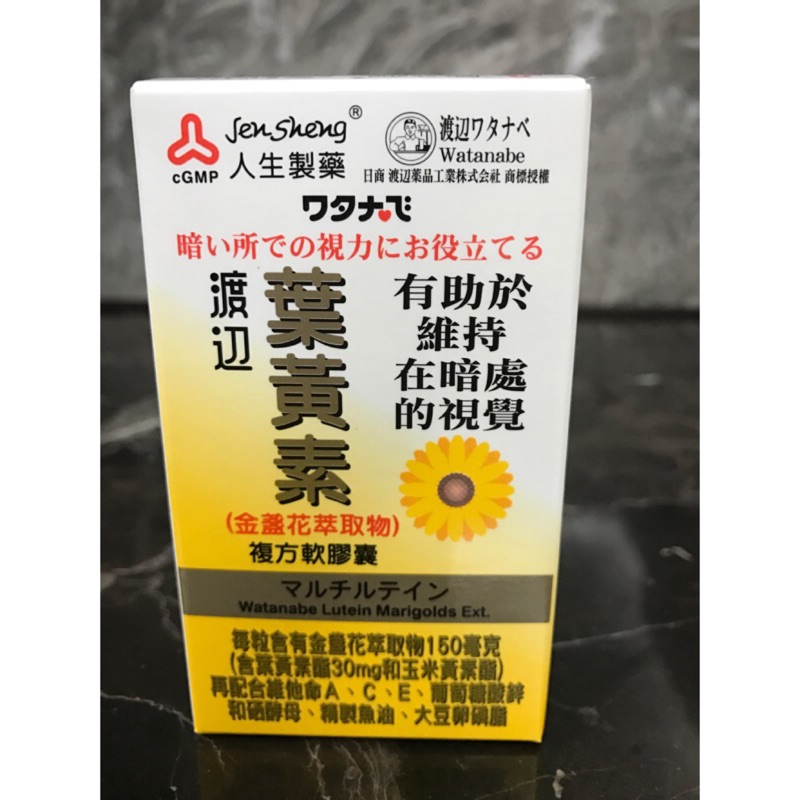 Jen Sheng®
cGMP 人生製藥
渡辺ワタナベ
Watanabe
日商 渡辺薬品工業株式会社 商標授權
ワタナベ
暗い所での視力にお役立てる
渡辺
葉黃素
有助於
維持
在暗處
的視覺
(金盞花萃取物)
複方軟膠囊
マルチルテイン
Watanabe Lutein Marigolds Ext.
每粒含有金盞花萃取物150毫克
(含葉黃素酯30mg和玉米黃素酯)
再配合維他命A、C、E、葡萄糖酸鋅
和硒酵母、精製魚油、大豆卵磷脂